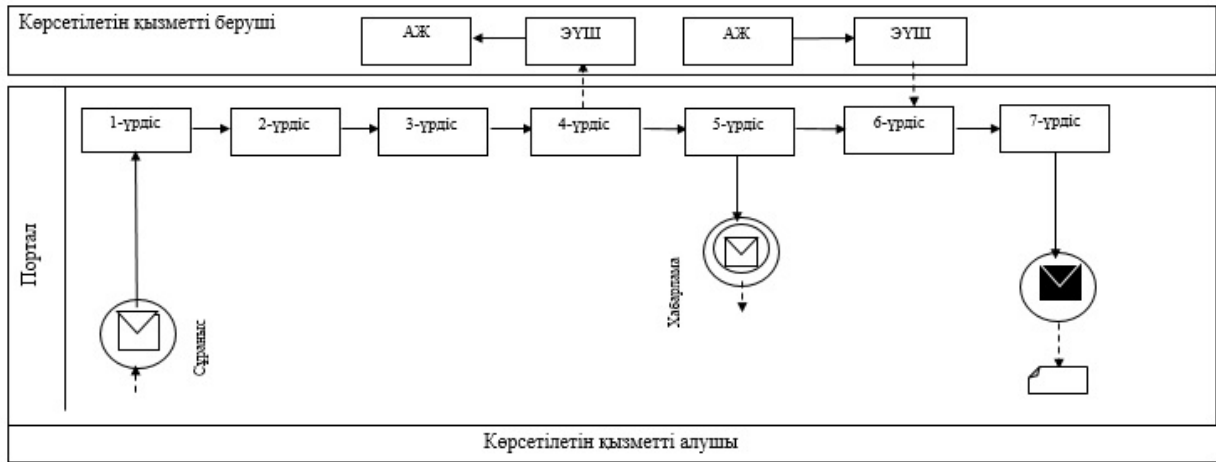 Көрсетілетін қызметті беруші
АЖ
ЭҮШ
АЖ
ЭҮШ
Портал
1-үрдіс
2-үрдіс
3-үрдіс
4-үрдіс
5-үрдіс
6-үрдіс
7-үрдіс
Сұраныс
Хабарлама
Көрсетілетін қызметті алушы